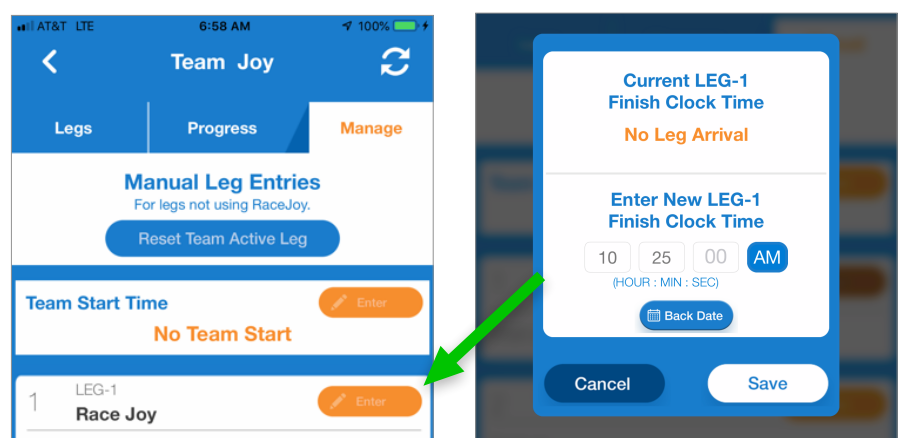 AT&T LTE 6:58 AM 100%
Team Joy
Legs Progress Manage
Manual Leg Entries
For legs not using RaceJoy.
Reset Team Active Leg
Team Start Time Enter
No Team Start
1 LEG-1 Enter
Race Joy
Current LEG-1
Finish Clock Time
No Leg Arrival
Enter New LEG-1
Finish Clock Time
10 25 00 AM
(HOUR : MIN : SEC)
Back Date
Cancel Save